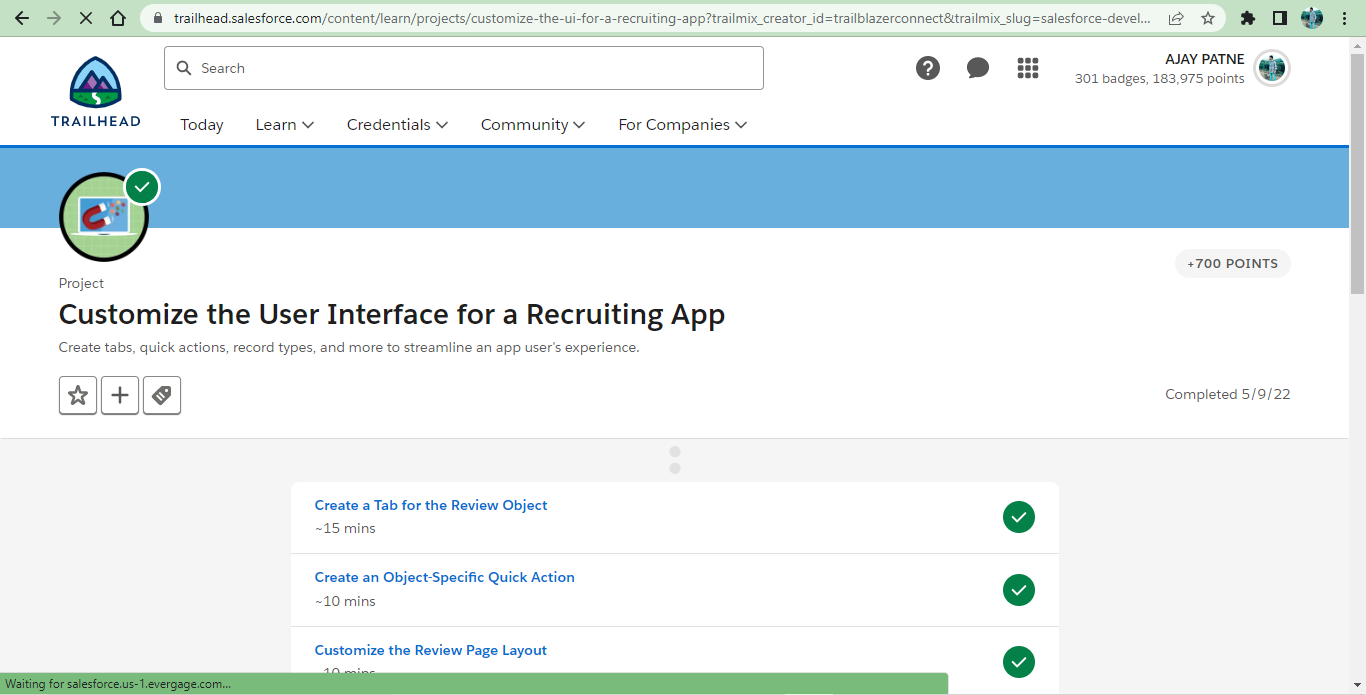 trailhead.salesforce.com/content/learn/projects/customize-the-ui-for-a-recruiting-app?trailmix_creator_id=trailblazerconnect&trailmix_slug=salesforce-devel...
Search
AJAY PATNE
301 badges, 183,975 points
TRAILHEAD
Today Learn Credentials Community For Companies
+700 POINTS
Project
Customize the User Interface for a Recruiting App
Create tabs, quick actions, record types, and more to streamline an app user's experience.
Completed 5/9/22
Create a Tab for the Review Object
~15 mins
Create an Object-Specific Quick Action
~10 mins
Customize the Review Page Layout
~10 mins
Waiting for salesforce.us-1.evergage.com...